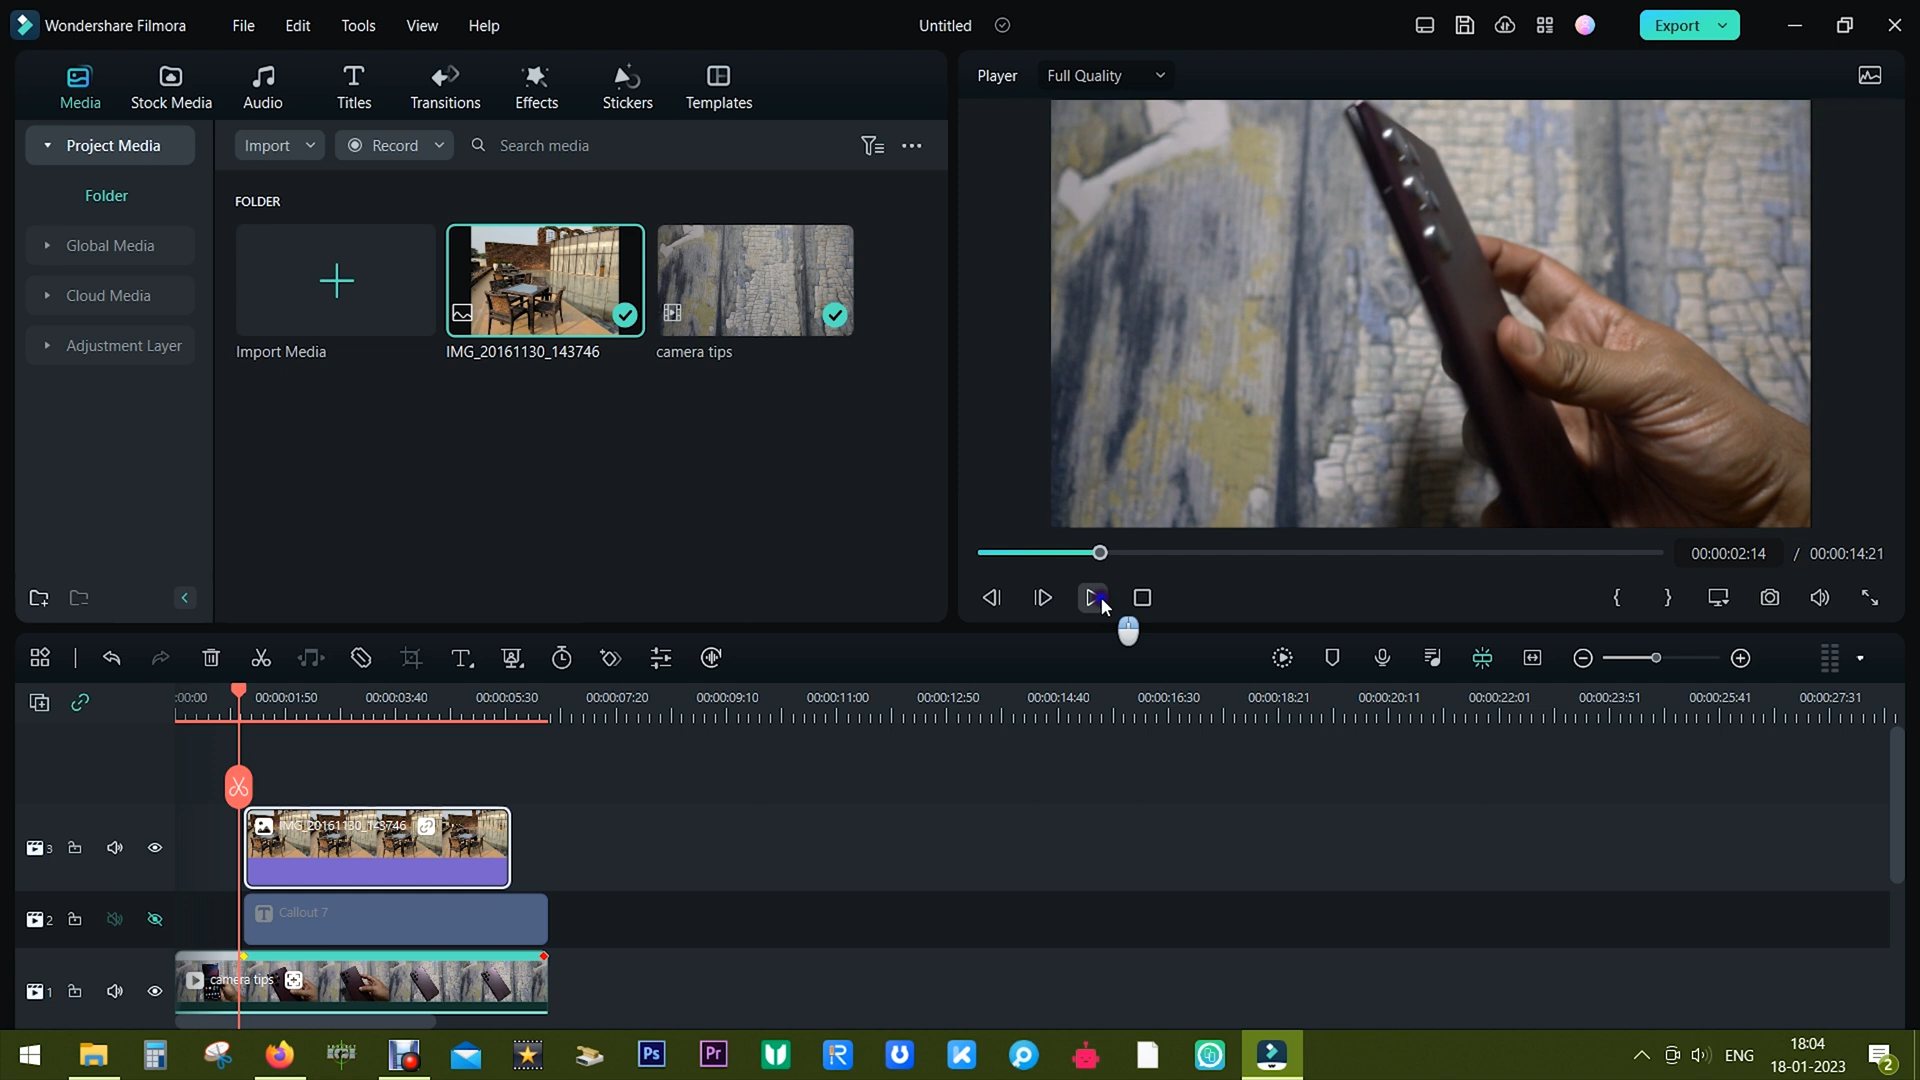 Wondershare Filmora
File
Edit
Tools
View
Help
Untitled
Export
Media
Stock Media
Audio
Titles
Transitions
Effects
Stickers
Templates
Player
Full Quality
Project Media
Import
Record
Search media
Folder
FOLDER
Global Media
Cloud Media
Adjustment Layer
Import Media
IMG_20161130_143746
camera tips
00:00:02:14 / 00:00:14:21
:00:00
00:00:01:50
00:00:03:40
00:00:05:30
00:00:07:20
00:00:09:10
00:00:11:00
00:00:12:50
00:00:14:40
00:00:16:30
00:00:18:21
00:00:20:11
00:00:22:01
00:00:23:51
00:00:25:41
00:00:27:31
3
IMG_20161130_143746
2
Callout 7
1
camera tips
Ps
Pr
ENG
18:04
18-01-2023
2